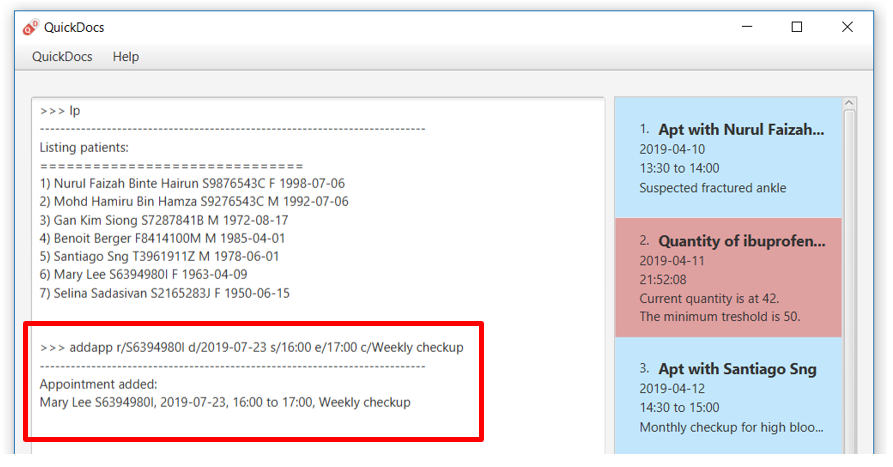 QuickDocs
QuickDocs Help
>>> lp
--------------------------------------------------------------------------
Listing patients:
==============================
1) Nurul Faizah Binte Hairun S9876543C F 1998-07-06
2) Mohd Hamiru Bin Hamza S9276543C M 1992-07-06
3) Gan Kim Siong S7287841B M 1972-08-17
4) Benoit Berger F8414100M M 1985-04-01
5) Santiago Sng T3961911Z M 1978-06-01
6) Mary Lee S6394980I F 1963-04-09
7) Selina Sadasivan S2165283J F 1950-06-15
>>> addapp r/S6394980I d/2019-07-23 s/16:00 e/17:00 c/Weekly checkup
--------------------------------------------------------------------------
Appointment added:
Mary Lee S6394980I, 2019-07-23, 16:00 to 17:00, Weekly checkup
1. Apt with Nurul Faizah...
2019-04-10
13:30 to 14:00
Suspected fractured ankle
2. Quantity of ibuprofen...
2019-04-11
21:52:08
Current quantity is at 42.
The minimum treshold is 50.
3. Apt with Santiago Sng
2019-04-12
14:30 to 15:00
Monthly checkup for high bloo...